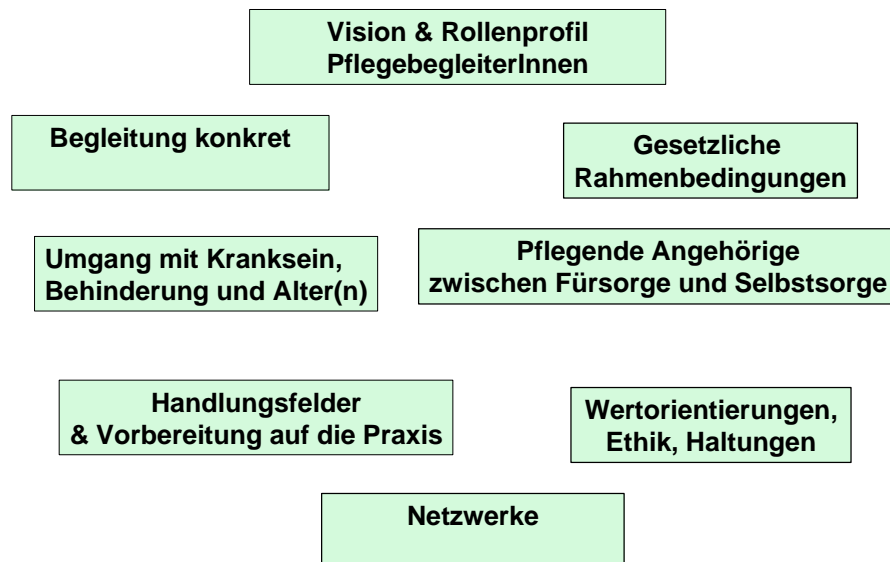 Vision & Rollenprofil
PflegebegleiterInnen
Begleitung konkret
Gesetzliche
Rahmenbedingungen
Umgang mit Kranksein,
Behinderung und Alter(n)
Pflegende Angehörige
zwischen Fürsorge und Selbstsorge
Handlungsfelder
& Vorbereitung auf die Praxis
Wertorientierungen,
Ethik, Haltungen
Netzwerke